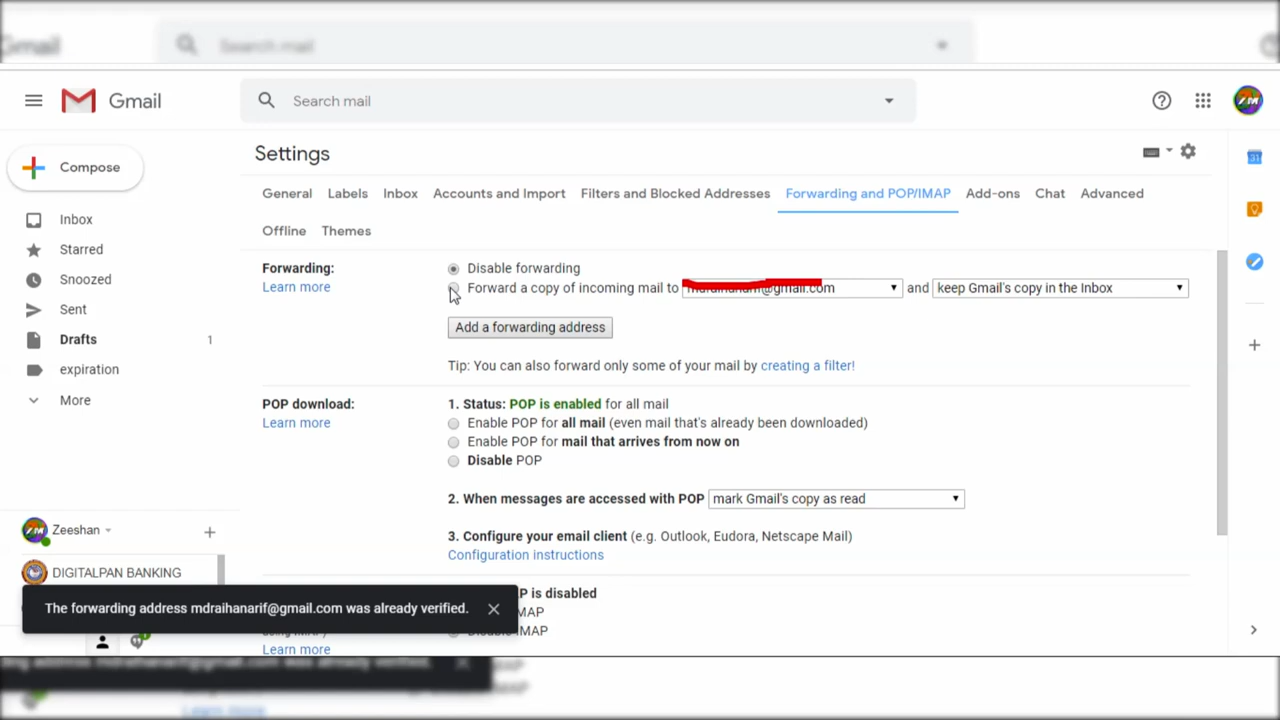 Gmail
Search mail
Gmail
Search mail
Compose
Settings
General Labels Inbox Accounts and Import Filters and Blocked Addresses Forwarding and POP/IMAP Add-ons Chat Advanced
Offline Themes
Inbox
Starred
Snoozed
Sent
Drafts 1
expiration
More
Forwarding: Disable forwarding
Learn more Forward a copy of incoming mail to @gmail.com and keep Gmail's copy in the Inbox
Add a forwarding address
Tip: You can also forward only some of your mail by creating a filter!
POP download: 1. Status: POP is enabled for all mail
Learn more Enable POP for all mail (even mail that's already been downloaded)
Enable POP for mail that arrives from now on
Disable POP
2. When messages are accessed with POP mark Gmail's copy as read
3. Configure your email client (e.g. Outlook, Eudora, Netscape Mail)
Configuration instructions
Zeeshan
DIGITALPAN BANKING
P is disabled
The forwarding address mdraihanarif@gmail.com was already verified.
MAP
IMAP
Learn more
Learn more